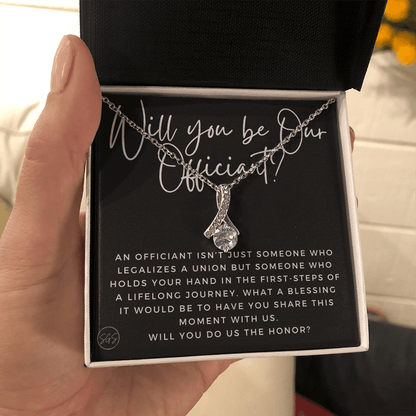 Will you be Our
Officiant?
AN OFFICIANT ISN'T JUST SOMEONE WHO
LEGALIZES A UNION BUT SOMEONE WHO
HOLDS YOUR HAND IN THE FIRST-STEPS OF
A LIFELONG JOURNEY. WHAT A BLESSING
IT WOULD BE TO HAVE YOU SHARE THIS
MOMENT WITH US.
WILL YOU DO US THE HONOR?
SGS